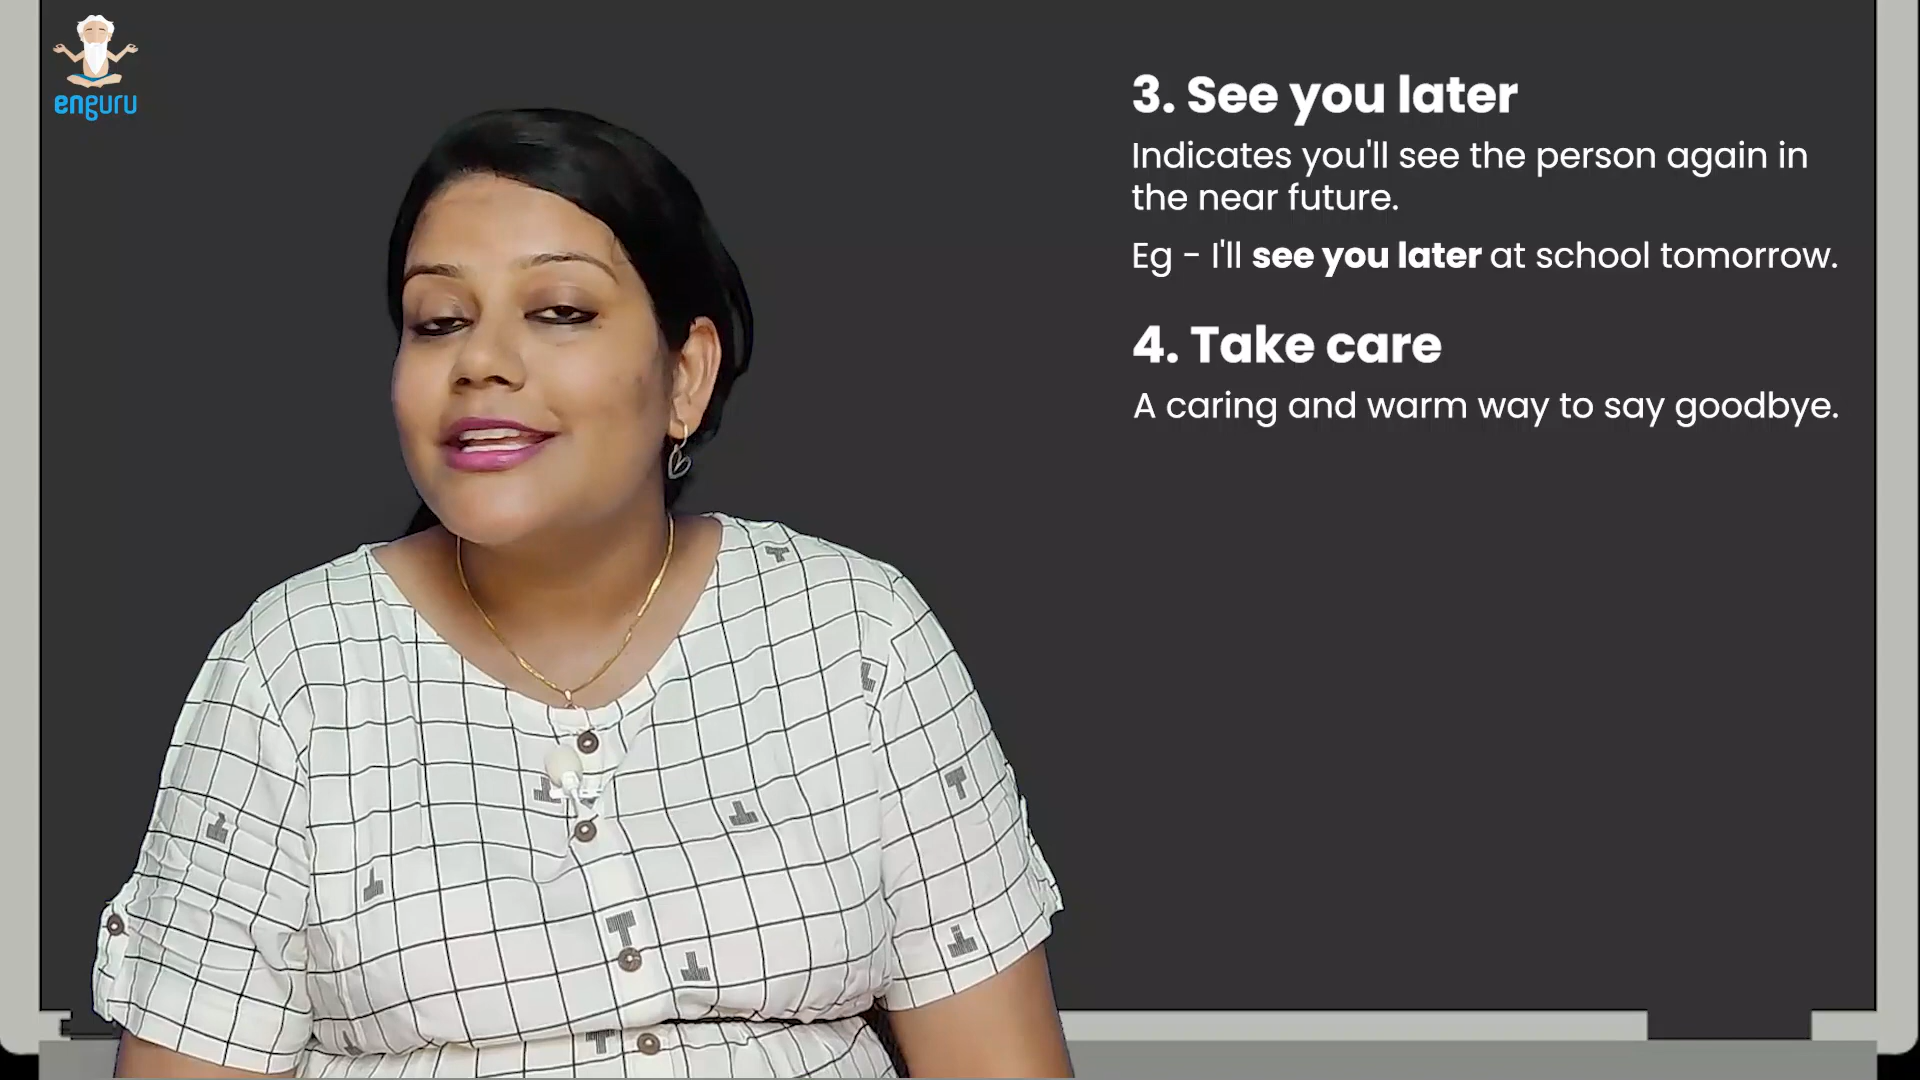 enguru
3. See you later
Indicates you'll see the person again in
the near future.
Eg - I'll see you later at school tomorrow.
4. Take care
A caring and warm way to say goodbye.